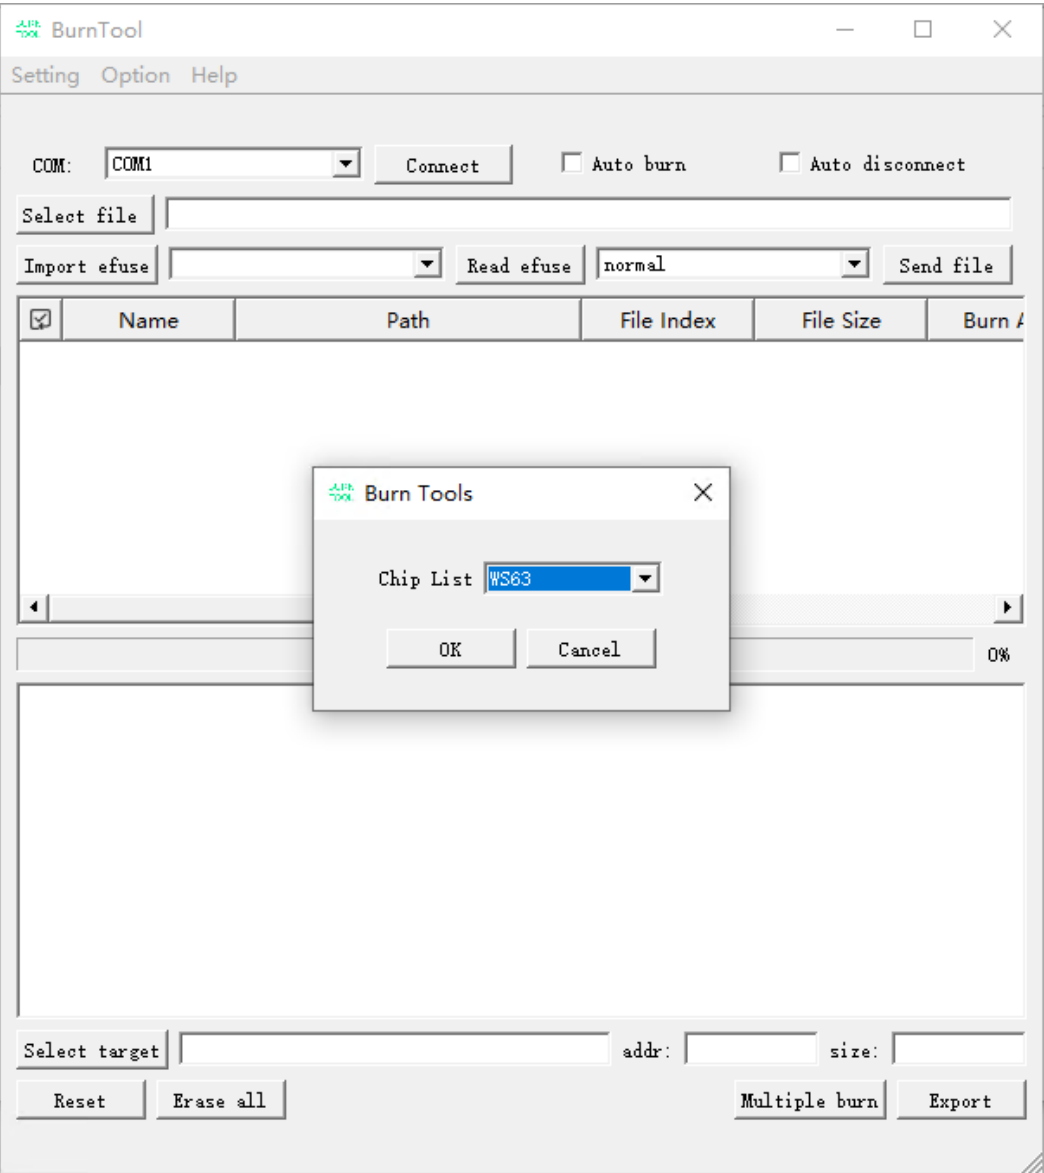 BurnTool
Setting Option Help
COM: COM1 Connect Auto burn Auto disconnect
Select file
Import efuse Read efuse normal Send file
Name Path File Index File Size Burn A
Burn Tools
Chip List WS63
OK Cancel
0%
Select target addr: size:
Reset Erase all Multiple burn Export